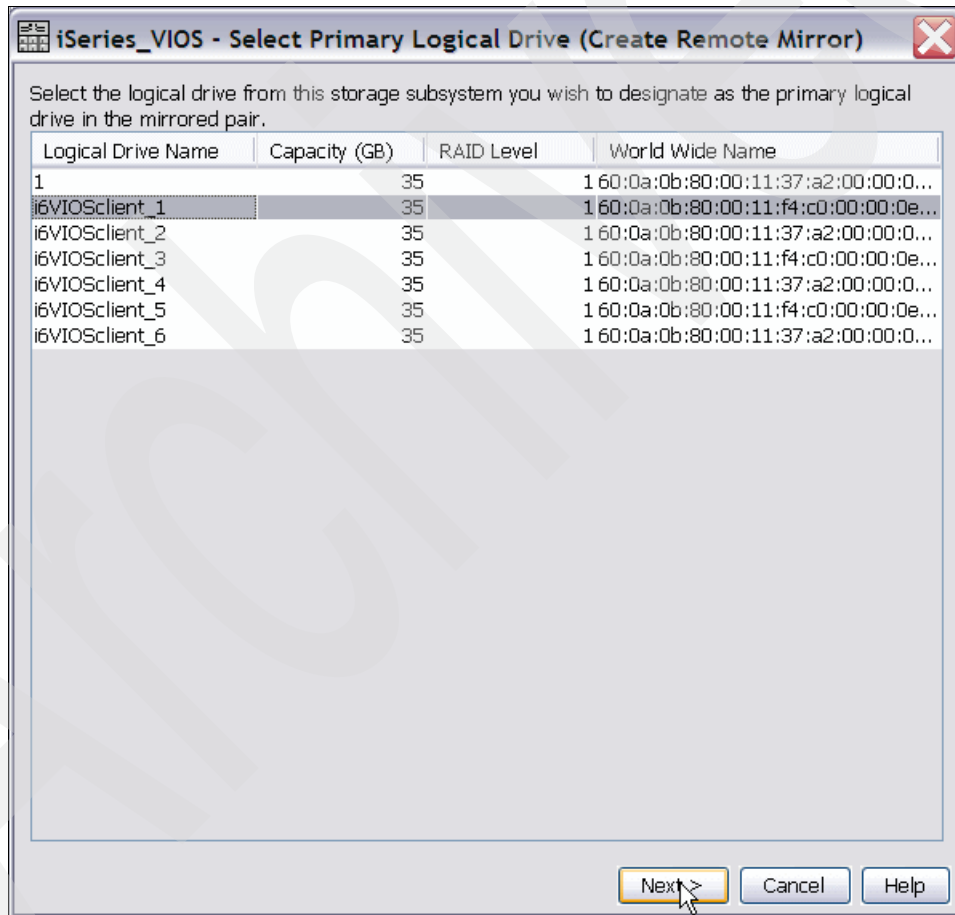 iSeries_VIOS - Select Primary Logical Drive (Create Remote Mirror)
Select the logical drive from this storage subsystem you wish to designate as the primary logical
drive in the mirrored pair.
Logical Drive Name Capacity (GB) RAID Level World Wide Name
1 35 1 60:0a:0b:80:00:11:37:a2:00:00:0...
i6VIOSclient_1 35 1 60:0a:0b:80:00:11:f4:c0:00:00:0e...
i6VIOSclient_2 35 1 60:0a:0b:80:00:11:37:a2:00:00:0...
i6VIOSclient_3 35 1 60:0a:0b:80:00:11:f4:c0:00:00:0e...
i6VIOSclient_4 35 1 60:0a:0b:80:00:11:37:a2:00:00:0...
i6VIOSclient_5 35 1 60:0a:0b:80:00:11:f4:c0:00:00:0e...
i6VIOSclient_6 35 1 60:0a:0b:80:00:11:37:a2:00:00:0...
Next > Cancel Help